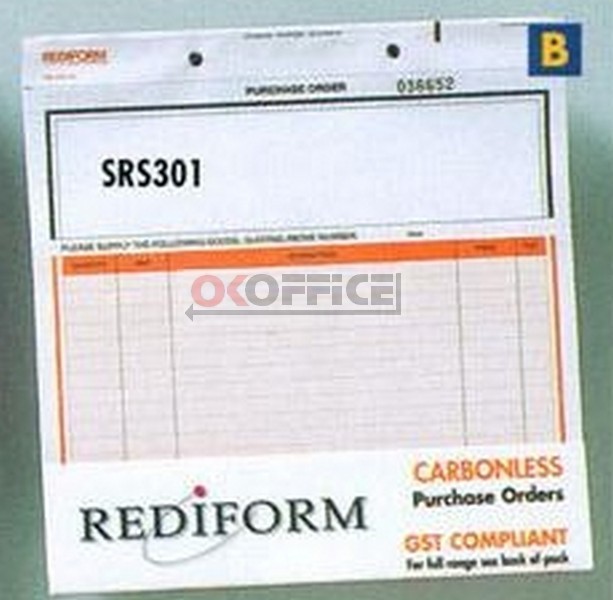 B
REDIFORM
PURCHASE ORDER 036652
SRS301
PLEASE SUPPLY THE FOLLOWING GOODS, QUOTING ABOVE NUMBER.
OKOFFICE
REDIFORM
CARBONLESS
Purchase Orders
GST COMPLIANT
For full range see back of pack